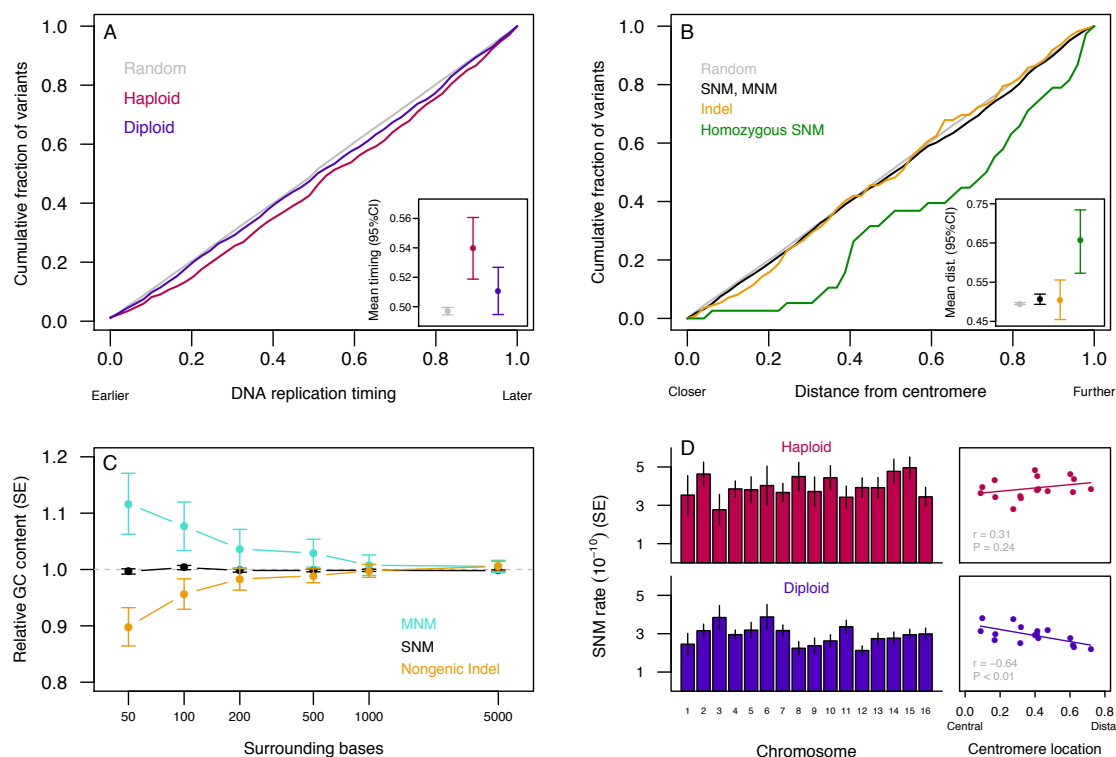 A
Random
Haploid
Diploid
Cumulative fraction of variants
1.0
0.8
0.6
0.4
0.2
0.0
0.0 0.2 0.4 0.6 0.8 1.0
Earlier
DNA replication timing
Later
Mean timing (95%CI)
0.56
0.54
0.52
0.50
B
Random
SNM, MNM
Indel
Homozygous SNM
Cumulative fraction of variants
1.0
0.8
0.6
0.4
0.2
0.0
0.0 0.2 0.4 0.6 0.8 1.0
Closer
Distance from centromere
Further
Mean dist. (95%CI)
0.75
0.65
0.55
0.45
C
Relative GC content (SE)
1.2
1.1
1.0
0.9
0.8
MNM
SNM
Nongenic Indel
50 100 200 500 1000 5000
Surrounding bases
D
SNM rate (10⁻¹⁰) (SE)
Haploid
5
3
1
r = 0.31
P = 0.24
Diploid
5
3
1
r = −0.64
P < 0.01
1 2 3 4 5 6 7 8 9 10 11 12 13 14 15 16
Chromosome
0.0 0.2 0.4 0.6 0.8
Central
Dista
Centromere location